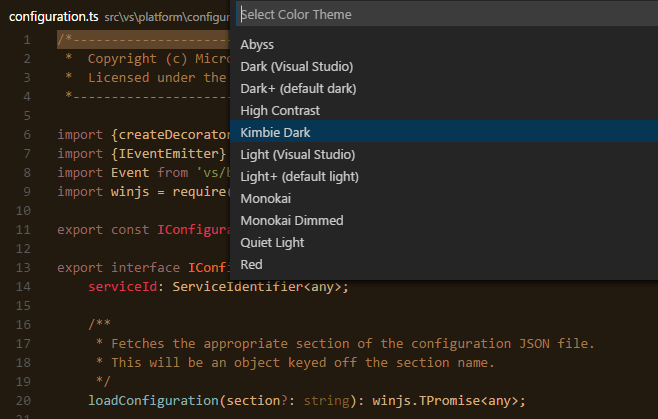 configuration.ts src\vs\platform\configur
Select Color Theme
Abyss
Dark (Visual Studio)
Dark+ (default dark)
High Contrast
Kimbie Dark
Light (Visual Studio)
Light+ (default light)
Monokai
Monokai Dimmed
Quiet Light
Red
1 /*-----------------------
2 *  Copyright (c) Micro
3 *  Licensed under the
4 *-----------------------
5
6 import {createDecorator
7 import {IEventEmitter}
8 import Event from 'vs/b
9 import winjs = require(
10
11 export const IConfigura
12
13 export interface IConfi
14     serviceId: ServiceIdentifier<any>;
15
16     /**
17      * Fetches the appropriate section of the configuration JSON file.
18      * This will be an object keyed off the section name.
19      */
20     loadConfiguration(section?: string): winjs.TPromise<any>;